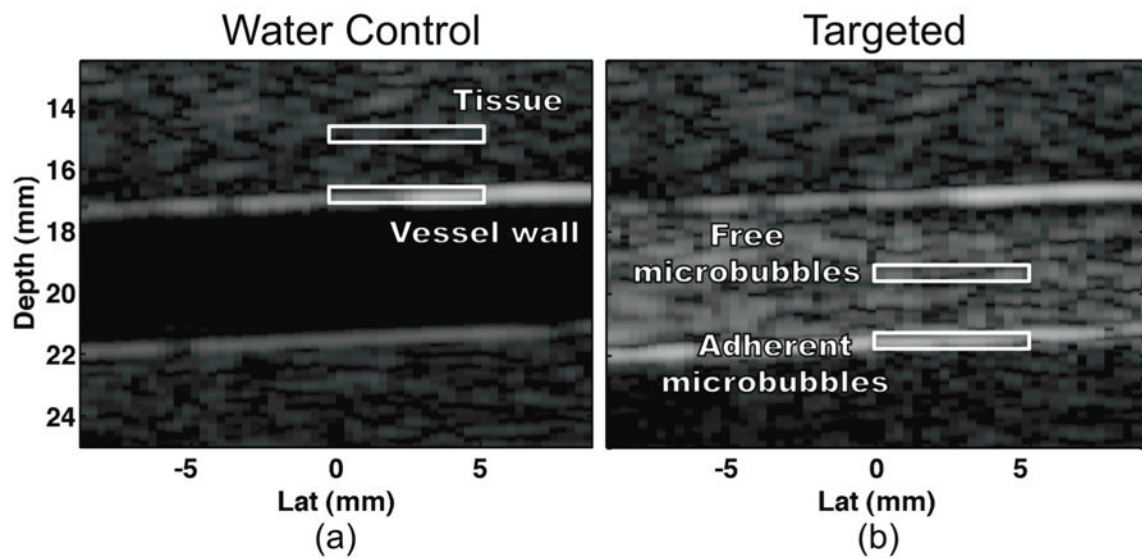 Water Control
Targeted
Tissue
Vessel wall
Free
microbubbles
Adherent
microbubbles
Depth (mm)
14
16
18
20
22
24
-5
0
5
-5
0
5
Lat (mm)
Lat (mm)
(a)
(b)